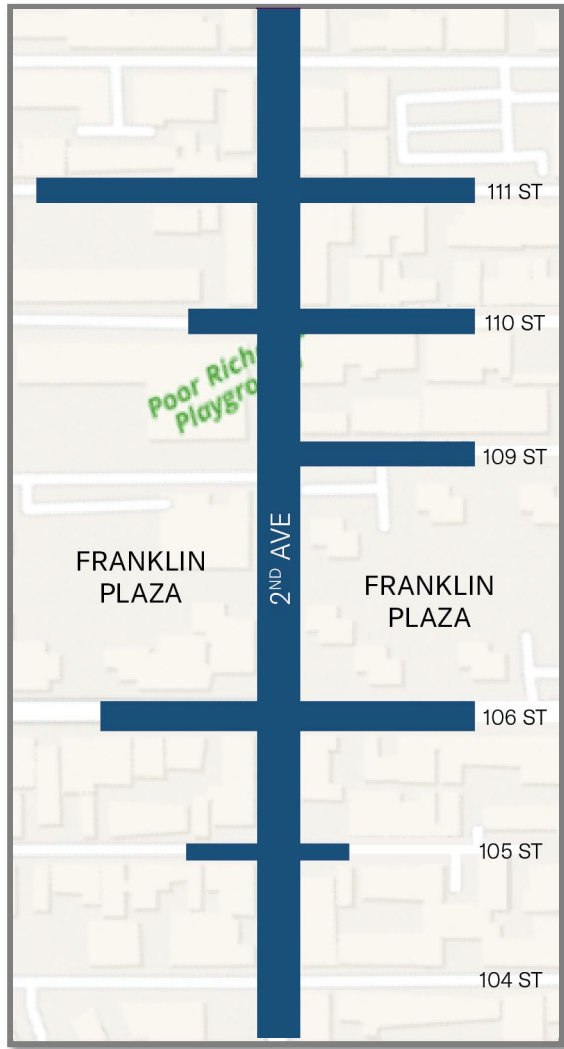 111 ST
110 ST
Poor Rich
Playgro
109 ST
2ND AVE
FRANKLIN
PLAZA
FRANKLIN
PLAZA
106 ST
105 ST
104 ST